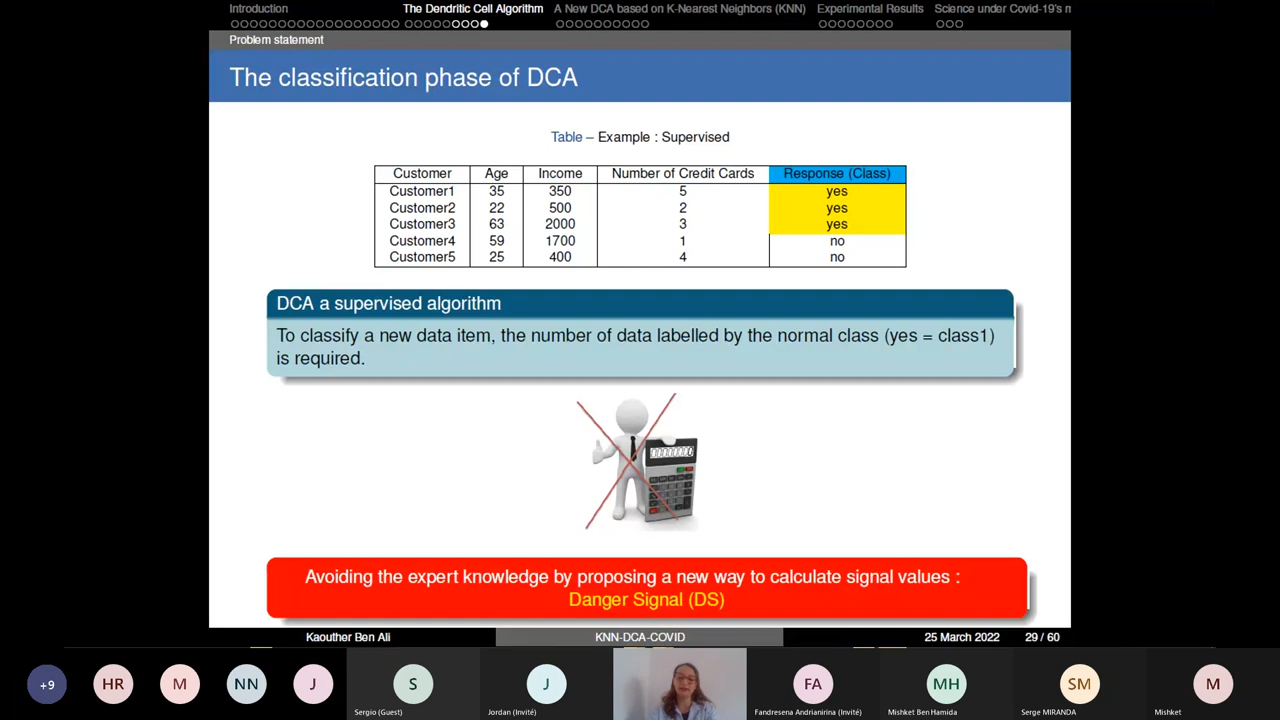 Introduction The Dendritic Cell Algorithm A New DCA based on K-Nearest Neighbors (KNN) Experimental Results Science under Covid-19's
Problem statement
The classification phase of DCA
Table – Example : Supervised
Customer Age Income Number of Credit Cards Response (Class)
Customer1 35 350 5 yes
Customer2 22 500 2 yes
Customer3 63 2000 3 yes
Customer4 59 1700 1 no
Customer5 25 400 4 no
DCA a supervised algorithm
To classify a new data item, the number of data labelled by the normal class (yes = class1)
is required.
Avoiding the expert knowledge by proposing a new way to calculate signal values :
Danger Signal (DS)
Kaouther Ben Ali KNN-DCA-COVID 25 March 2022 29 / 60
+9 HR M NN J S J FA MH SM M
Sergio (Guest) Jordan (Invité) Fandresena Andrianirina (Invité) Mishket Ben Hamida Serge MIRANDA Mishket